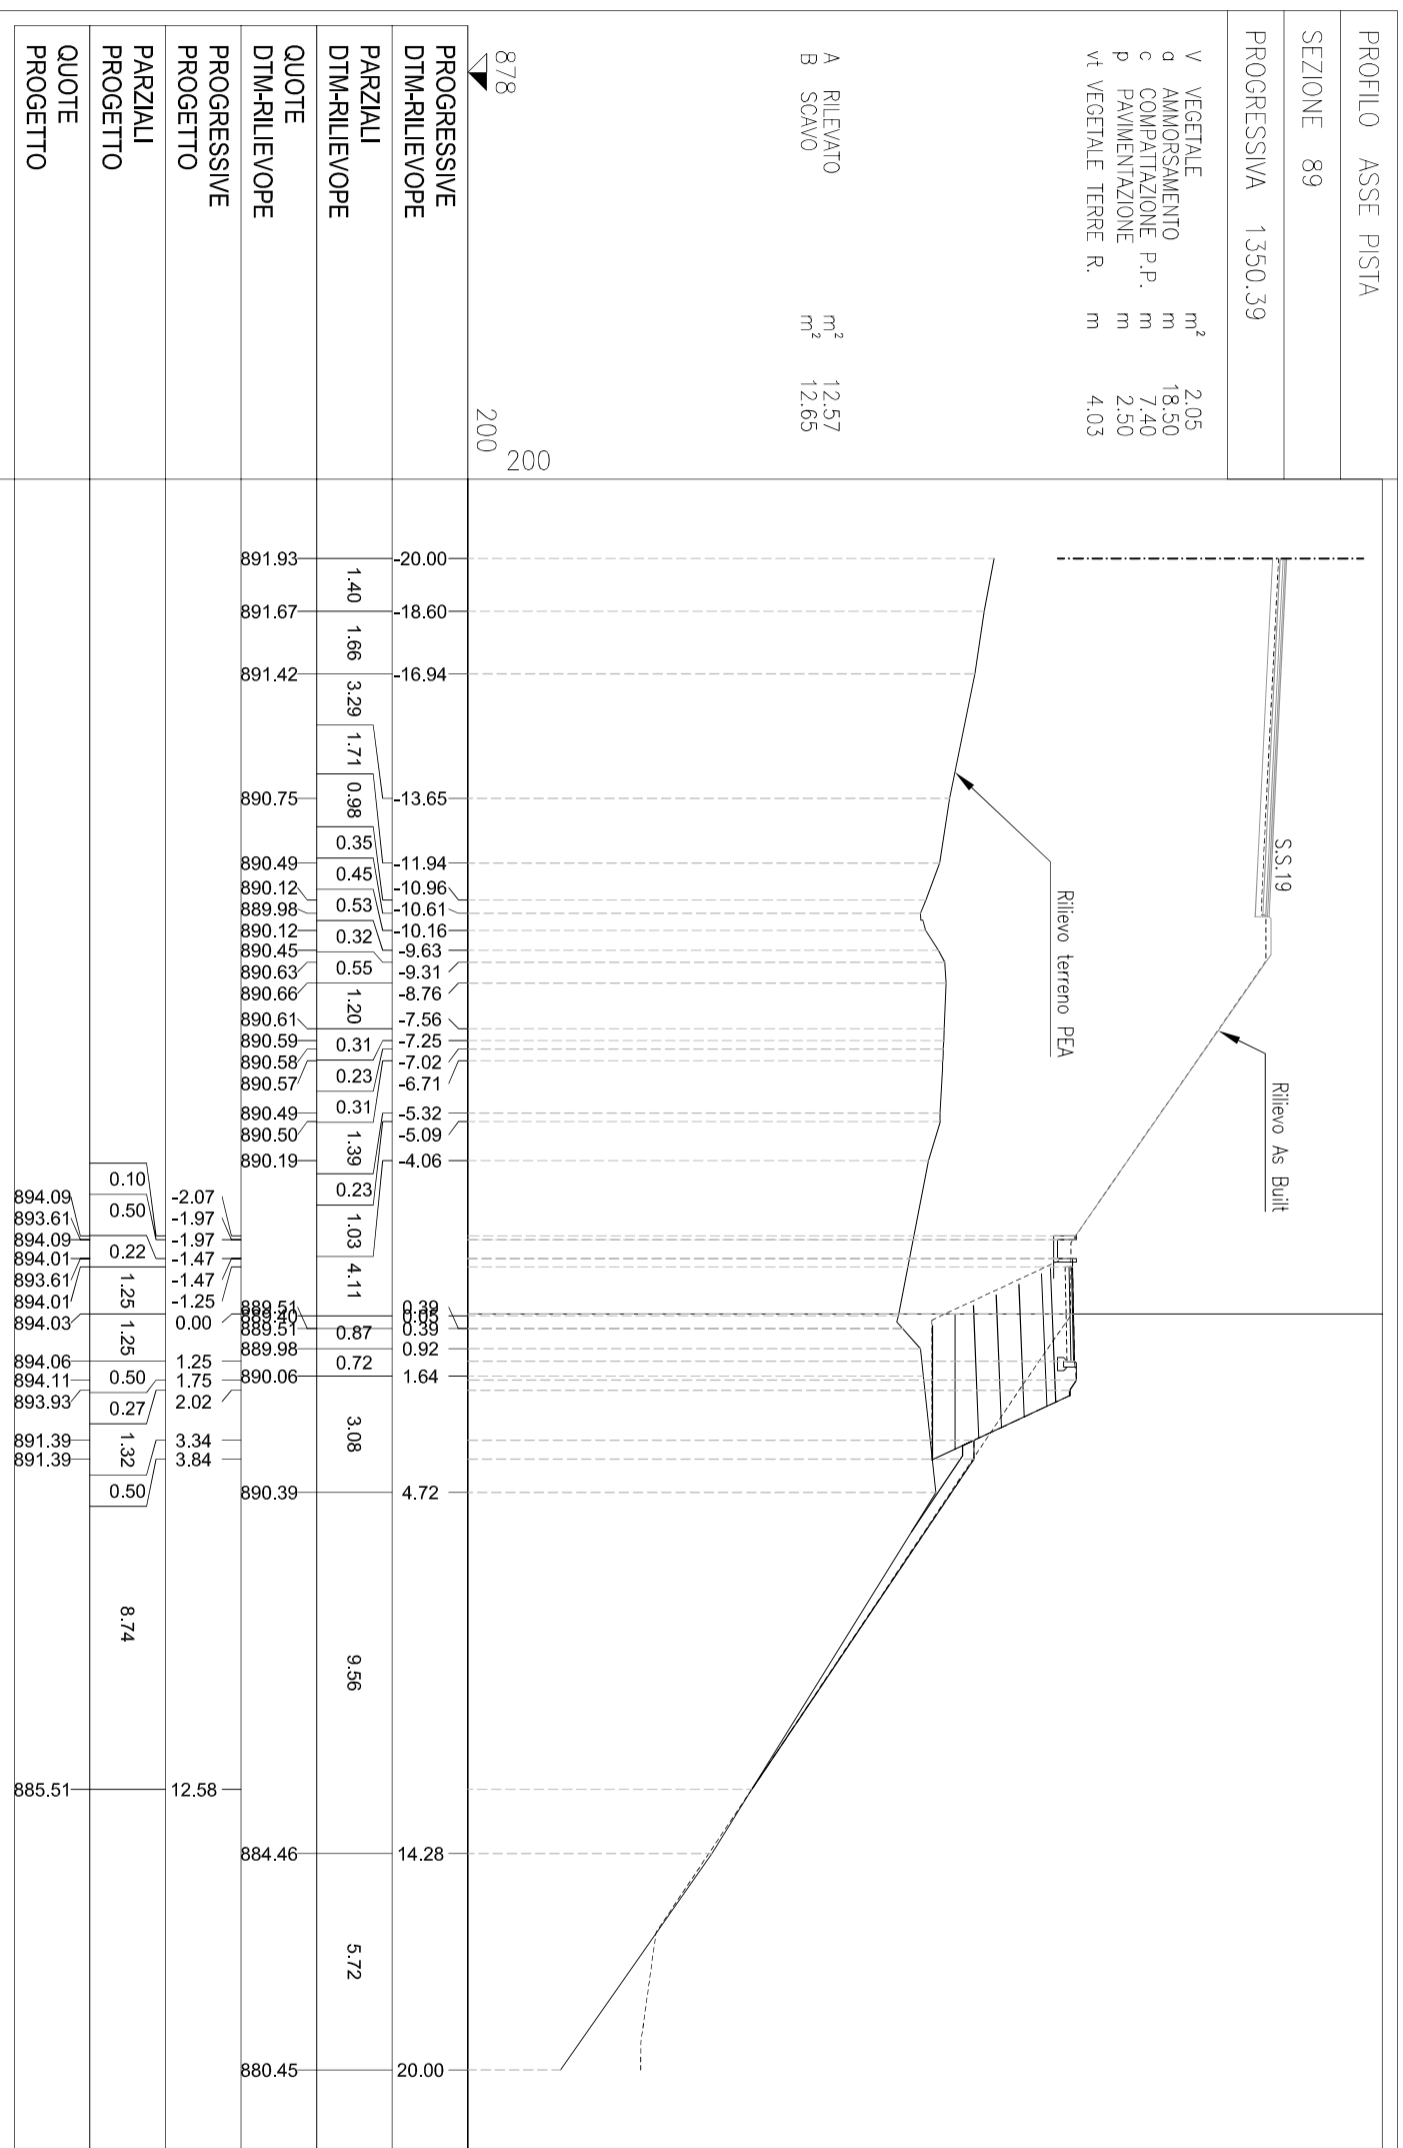 PROFILO ASSE PISTA
SEZIONE 89
PROGRESSIVA 1350.39
V VEGETALE m² 2.05
a AMMORSAMENTO m 18.50
c COMPATTAZIONE P.P. m 7.40
p PAVIMENTAZIONE m 2.50
vt VEGETALE TERRE R. m 4.03
A RILEVATO m² 12.57
B SCAVO m² 12.65
S.S.19
Rilievo As Built
Rilievo terreno PEA
200
200
878
PROGRESSIVE
DTM-RILIEVOPE
-20.00 -18.60 -16.94 -13.65 -11.94 -10.96 -10.61 -10.16 -9.63 -9.31 -8.76 -7.56 -7.25 -7.02 -6.71 -5.32 -5.09 -4.06 0.39 0.39 0.92 1.64 4.72 14.28 20.00
PARZIALI
DTM-RILIEVOPE
1.40 1.66 3.29 1.71 0.98 0.35 0.45 0.53 0.32 0.55 1.20 0.31 0.23 0.31 1.39 0.23 1.03 4.11 0.87 0.72 3.08 9.56 5.72
QUOTE
DTM-RILIEVOPE
891.93 891.67 891.42 890.75 890.49 890.12 889.98 890.12 890.45 890.63 890.66 890.61 890.59 890.58 890.57 890.49 890.50 890.19 889.51 889.40 889.51 889.98 890.06 890.39 884.46 880.45
PROGRESSIVE
PROGETTO
-2.07 -1.97 -1.97 -1.47 -1.47 -1.25 0.00 1.25 1.75 2.02 3.34 3.84 12.58
PARZIALI
PROGETTO
0.10 0.50 0.22 1.25 1.25 0.50 0.27 1.32 0.50 8.74
QUOTE
PROGETTO
894.09 893.61 894.09 894.01 893.61 894.01 894.03 894.06 894.11 893.93 891.39 891.39 885.51